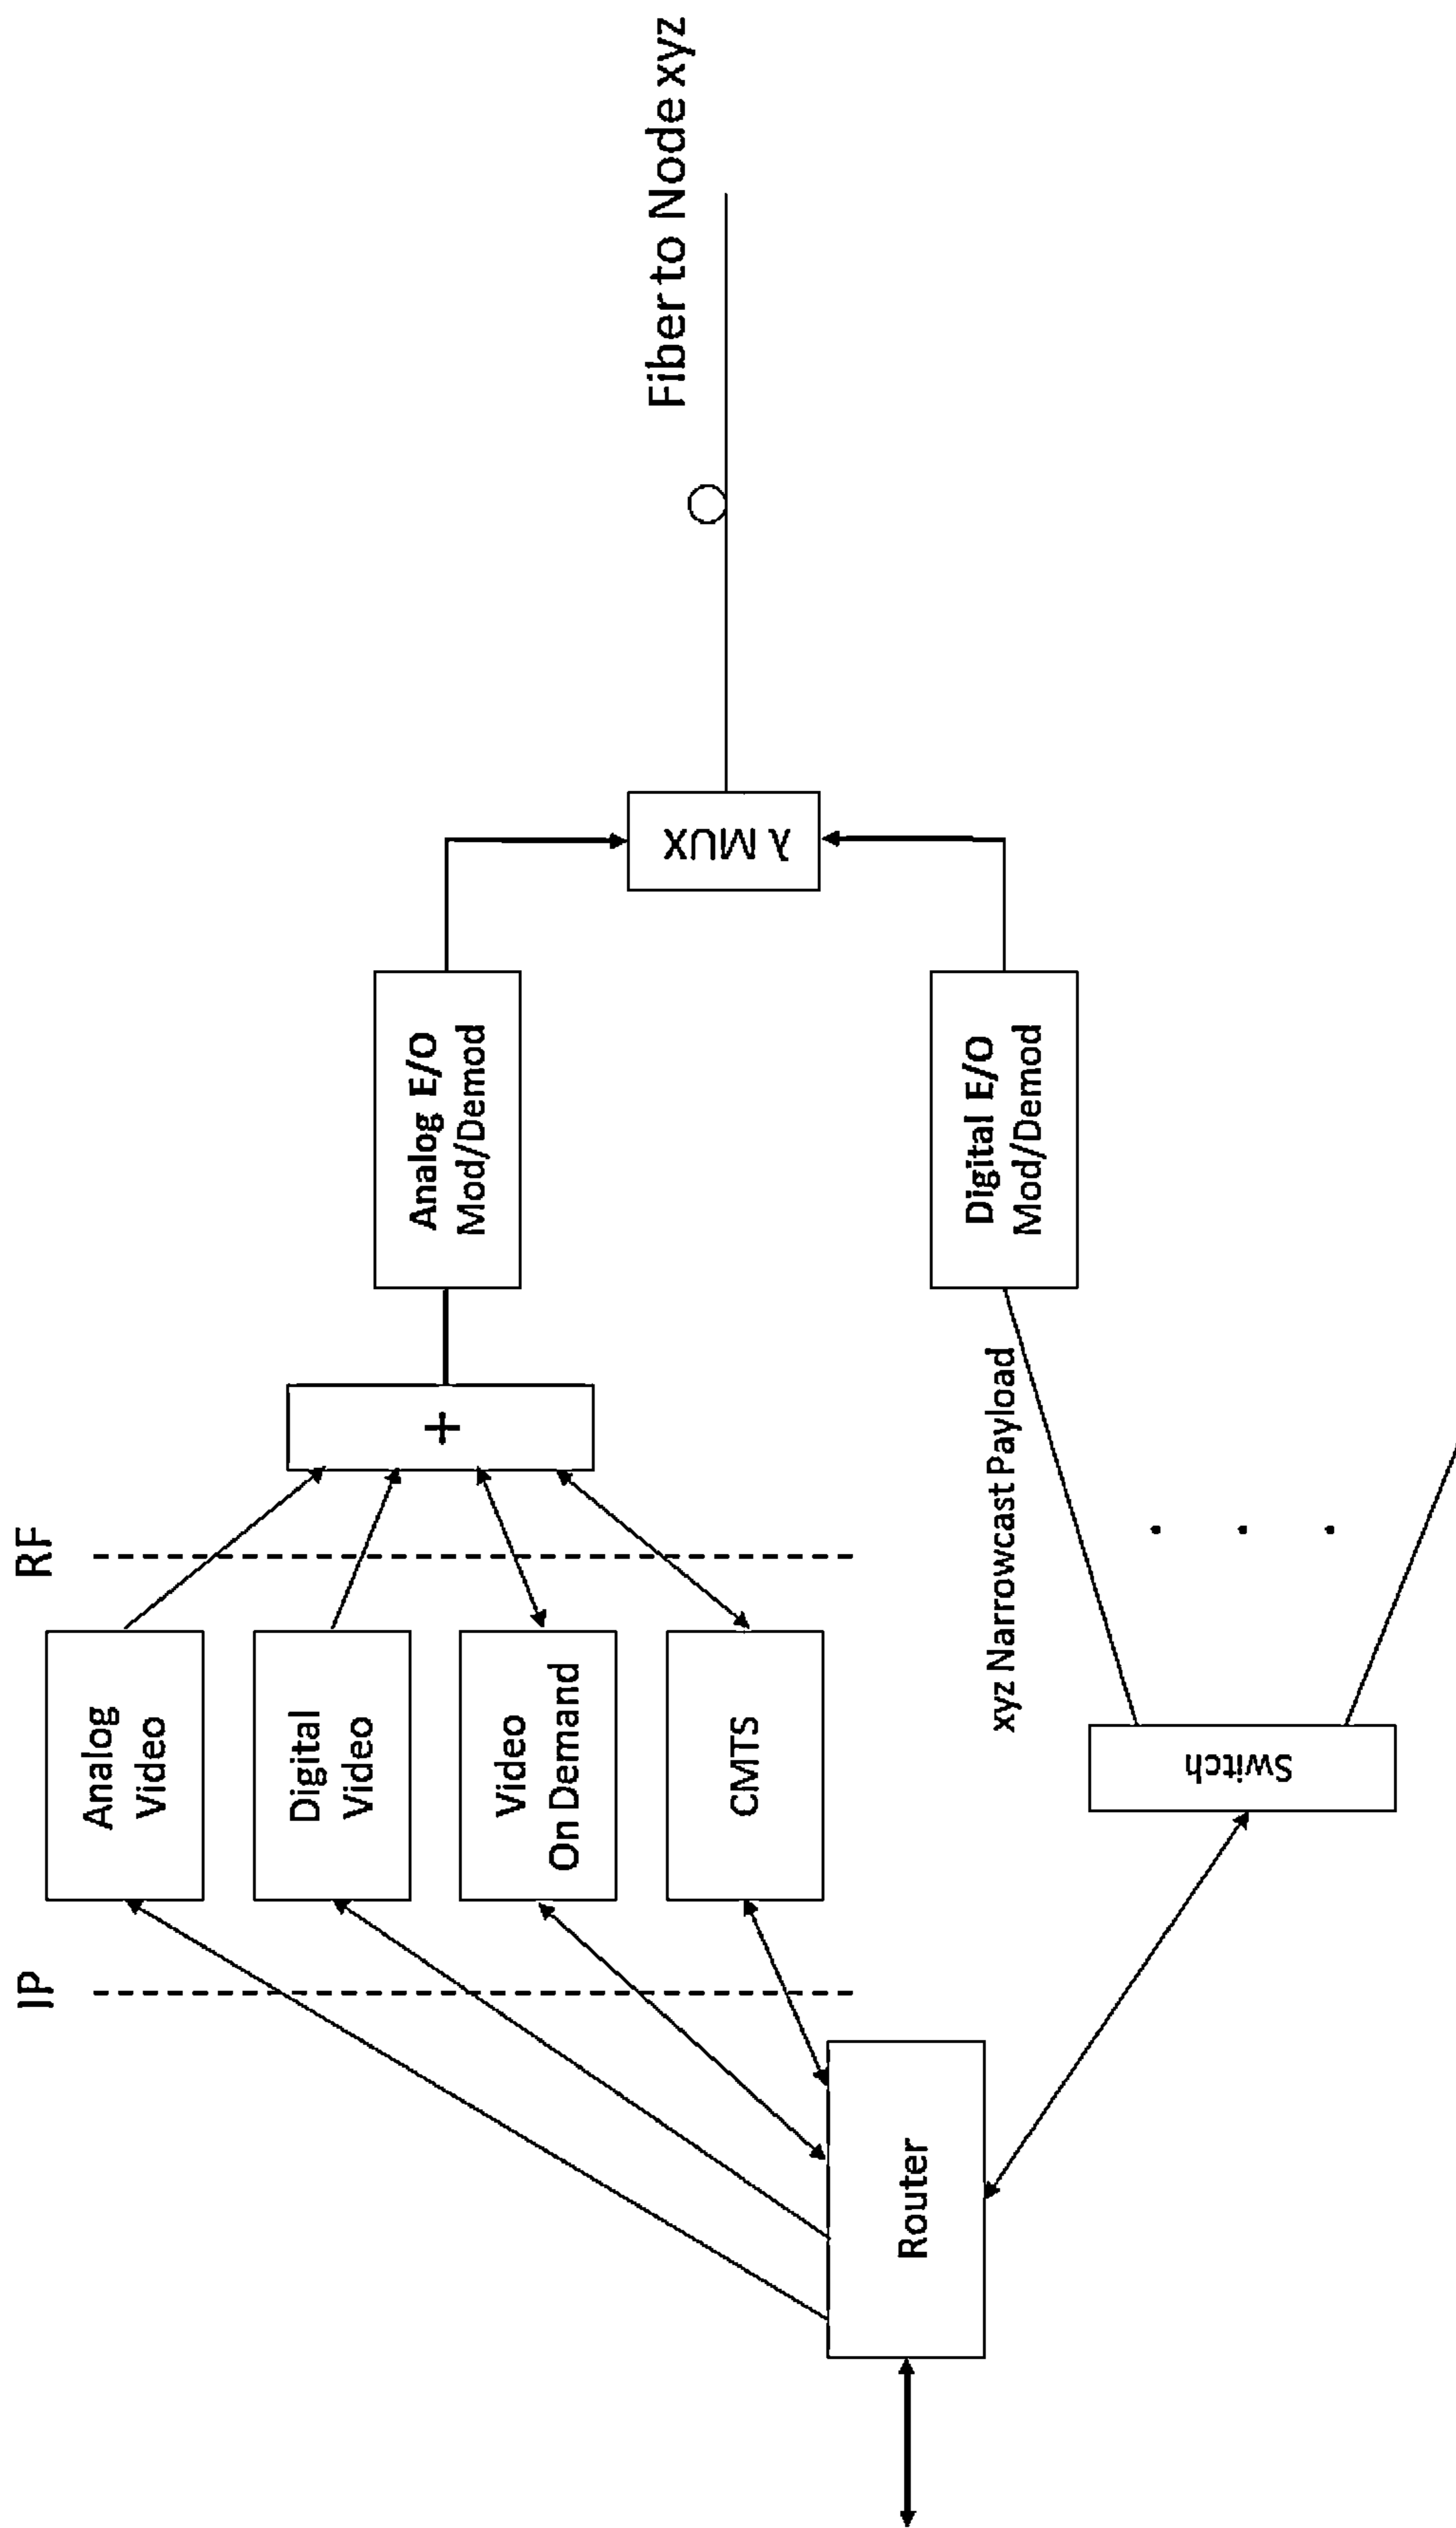 IP
RF
Analog
Video
Digital
Video
Video
On Demand
CMTS
+
Router
Switch
xyz Narrowcast Payload
Analog E/O
Mod/Demod
Digital E/O
Mod/Demod
λ MUX
Fiber to Node xyz